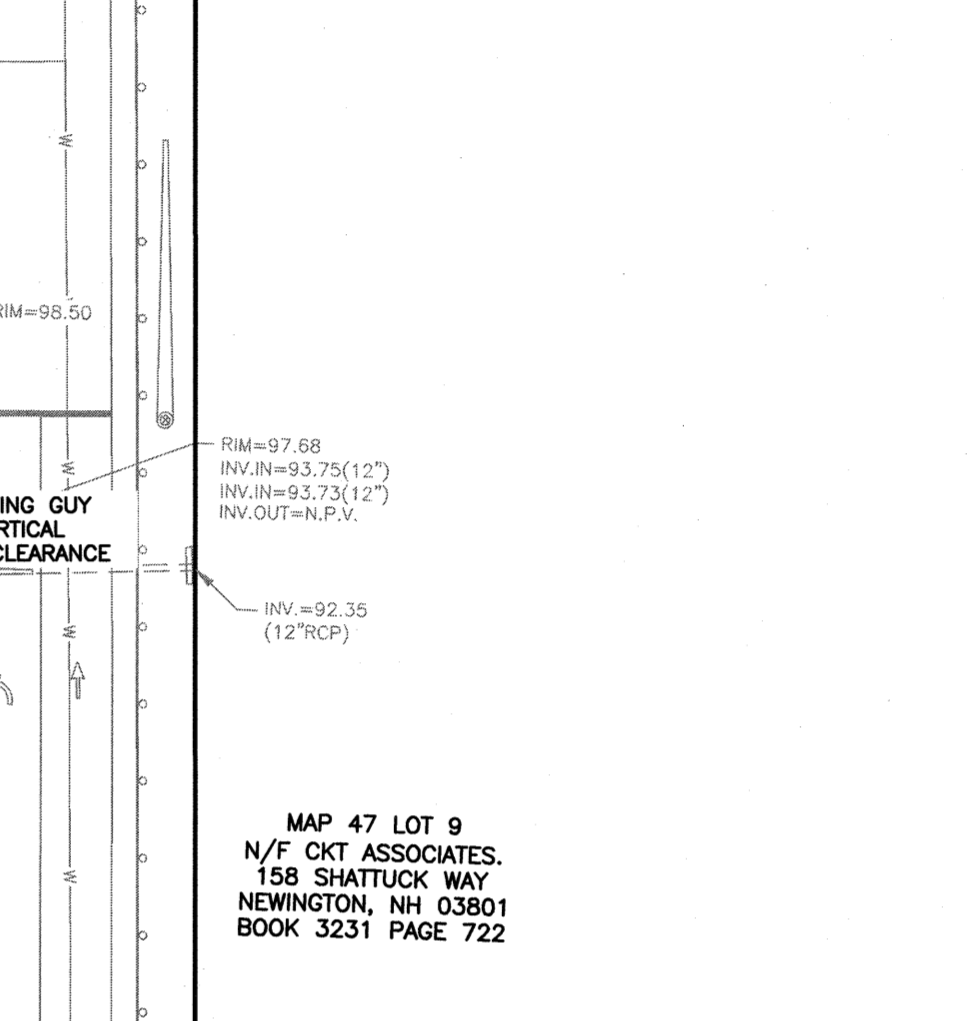 W
RIM=98.50
RIM=97.68
INV.IN=93.75(12")
INV.IN=93.73(12")
INV.OUT=N.P.V.
W
ING GUY
RTICAL
CLEARANCE
INV.=92.35
(12"RCP)
W
MAP 47 LOT 9
N/F CKT ASSOCIATES.
158 SHATTUCK WAY
NEWINGTON, NH 03801
BOOK 3231 PAGE 722
W